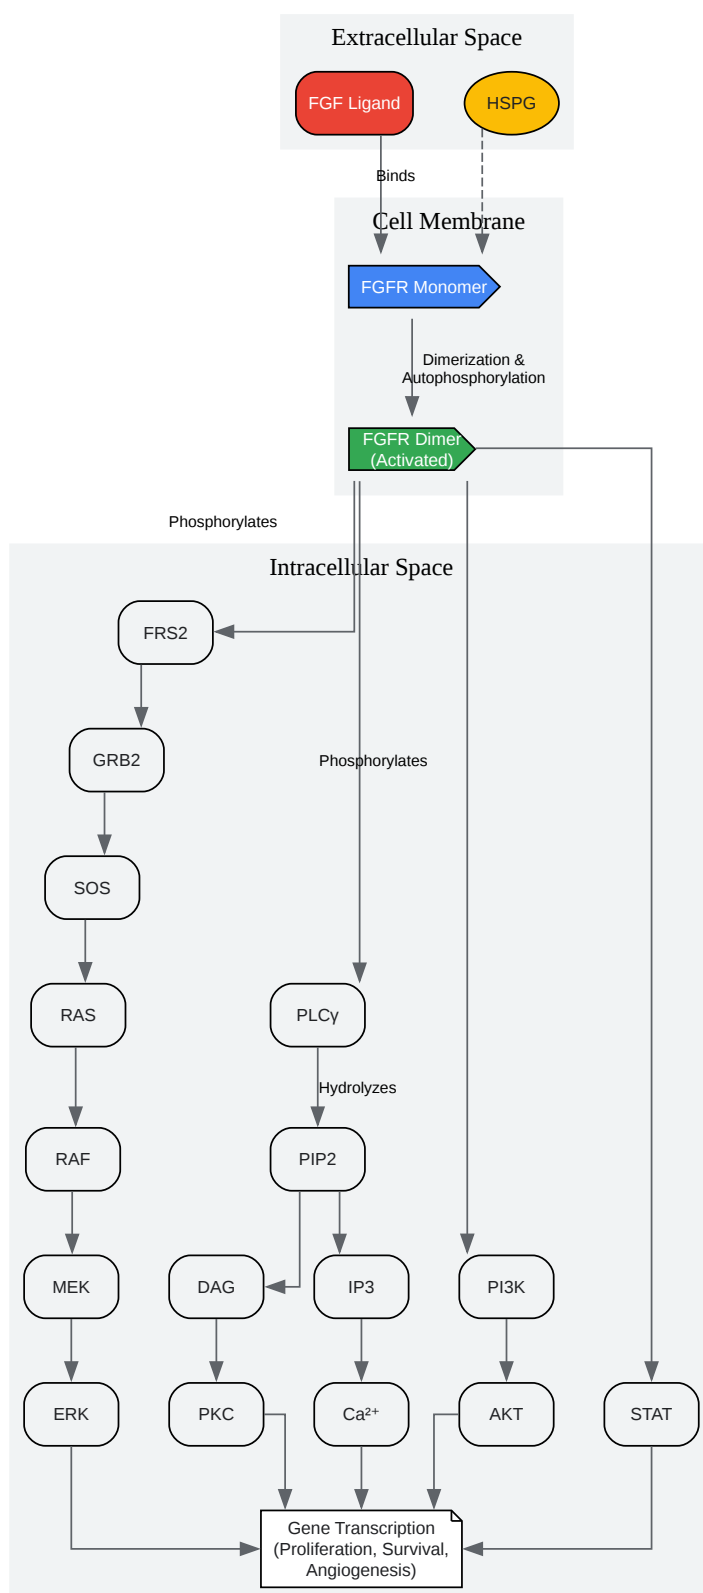 Extracellular Space
FGF Ligand
HSPG
Binds
Cell Membrane
FGFR Monomer
Dimerization &
Autophosphorylation
FGFR Dimer
(Activated)
Phosphorylates
Intracellular Space
FRS2
GRB2
Phosphorylates
SOS
RAS
PLCγ
Hydrolyzes
RAF
PIP2
MEK
DAG
IP3
PI3K
ERK
PKC
Ca²⁺
AKT
STAT
Gene Transcription
(Proliferation, Survival,
Angiogenesis)